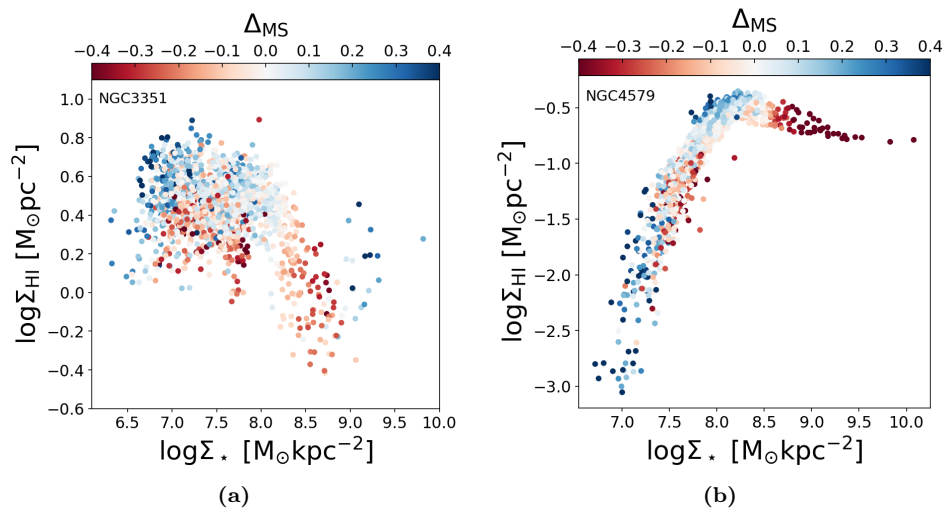 Δ_MS
−0.4 −0.3 −0.2 −0.1 0.0 0.1 0.2 0.3 0.4
NGC3351
logΣ_HI [M⊙pc⁻²]
1.0
0.8
0.6
0.4
0.2
0.0
−0.2
−0.4
−0.6
6.5 7.0 7.5 8.0 8.5 9.0 9.5 10.0
logΣ⋆ [M⊙kpc⁻²]
(a)
Δ_MS
−0.4 −0.3 −0.2 −0.1 0.0 0.1 0.2 0.3 0.4
NGC4579
logΣ_HI [M⊙pc⁻²]
−0.5
−1.0
−1.5
−2.0
−2.5
−3.0
7.0 7.5 8.0 8.5 9.0 9.5 10.0
logΣ⋆ [M⊙kpc⁻²]
(b)